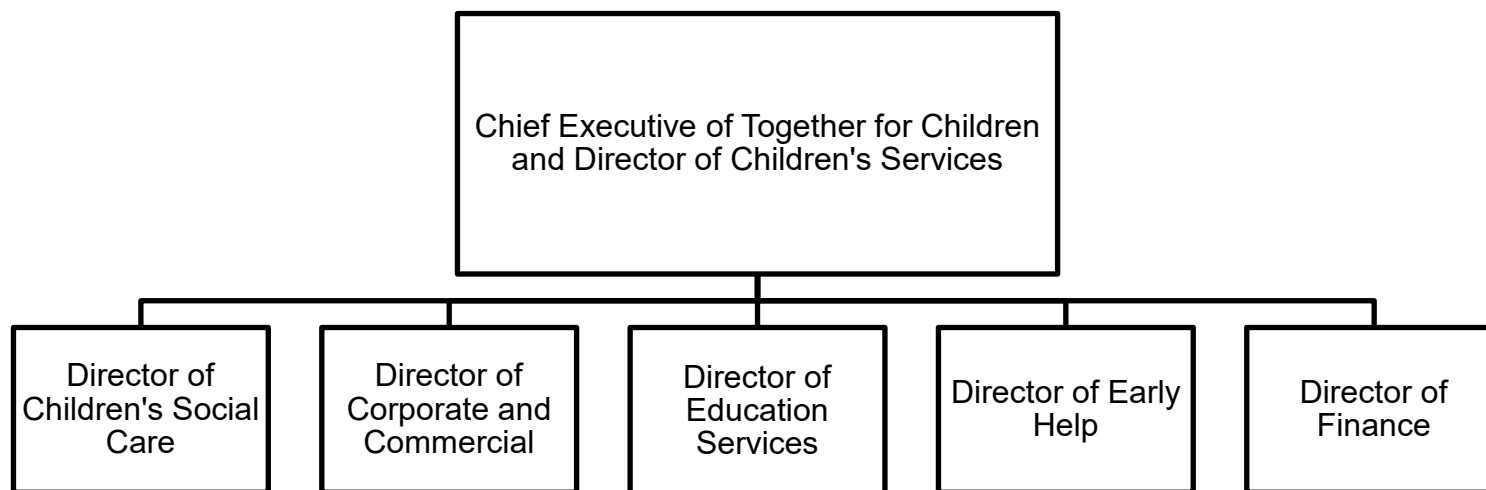 Chief Executive of Together for Children
and Director of Children's Services
Director of
Children's Social
Care
Director of
Corporate and
Commercial
Director of
Education
Services
Director of Early
Help
Director of
Finance